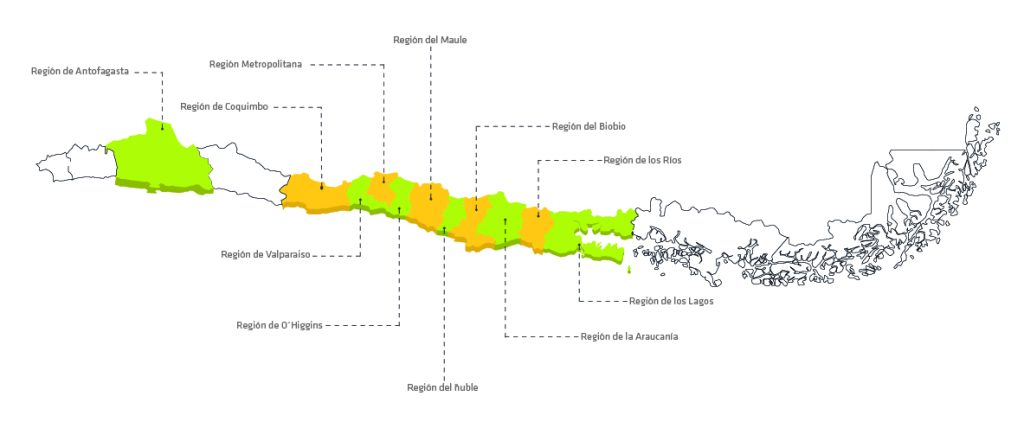 Región del Maule
Región Metropolitana
Región de Antofagasta
Región de Coquimbo
Región del Biobio
Región de los Ríos
Región de Valparaíso
Región de los Lagos
Región de O´Higgins
Región de la Araucanía
Región del ñuble